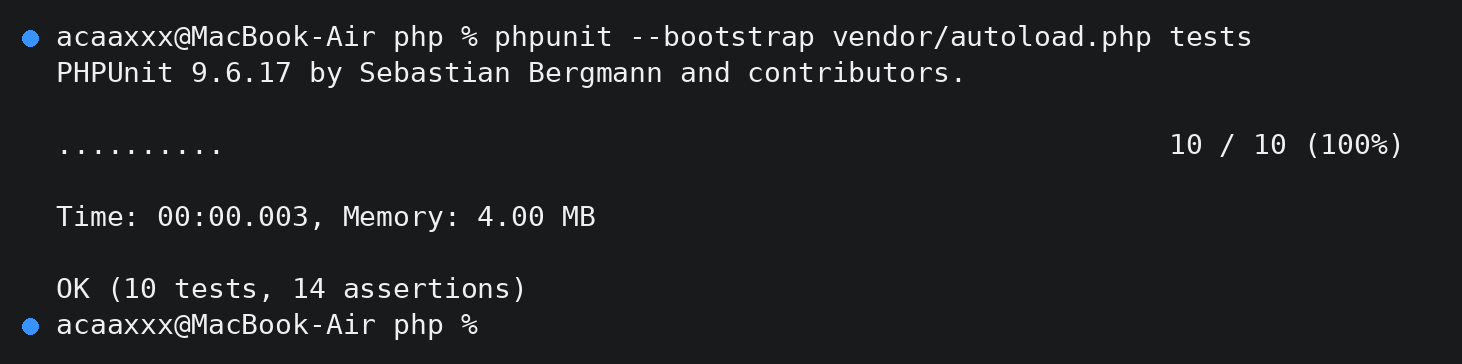 acaaxxx@MacBook-Air php % phpunit --bootstrap vendor/autoload.php tests
PHPUnit 9.6.17 by Sebastian Bergmann and contributors.
.......... 10 / 10 (100%)
Time: 00:00.003, Memory: 4.00 MB
OK (10 tests, 14 assertions)
acaaxxx@MacBook-Air php %